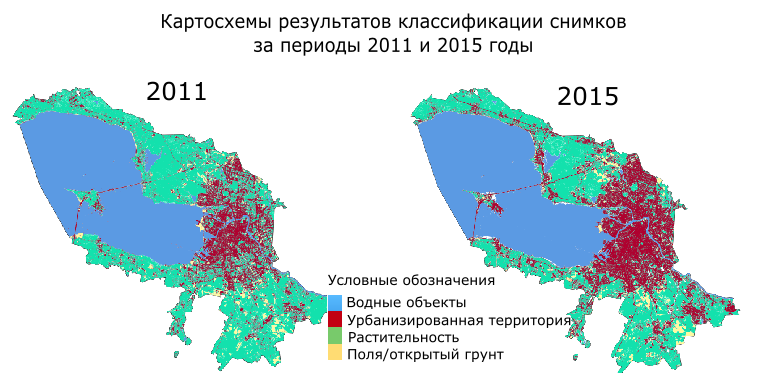 Картосхемы результатов классификации снимков
за периоды 2011 и 2015 годы
2011
2015
Условные обозначения
Водные объекты
Урбанизированная территория
Растительность
Поля/открытый грунт